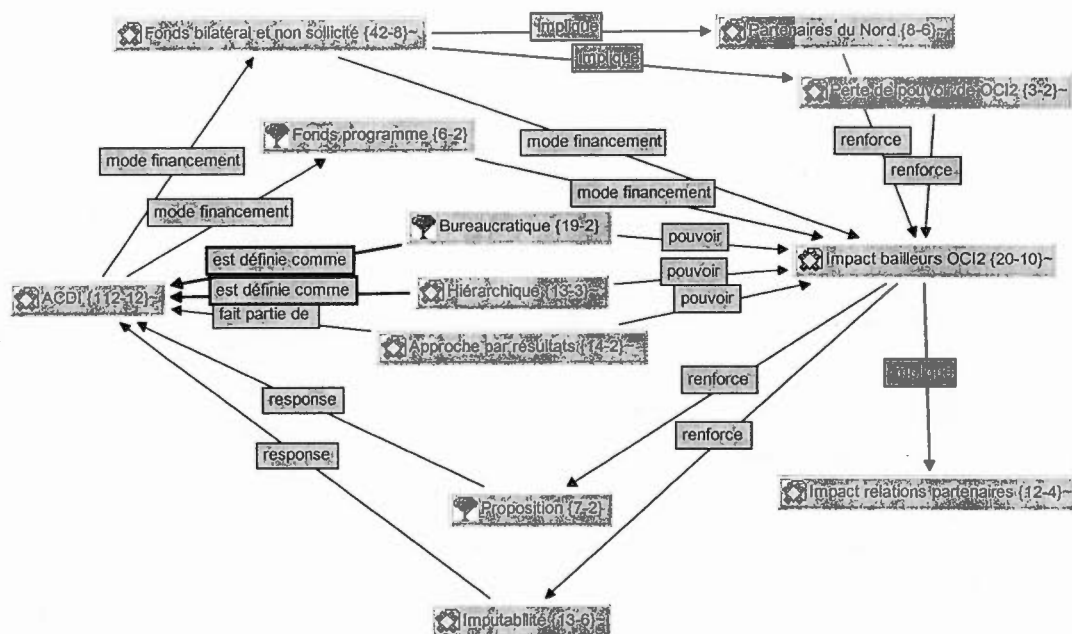 Fonds bilatéral et non sollicité {42-8}~
implique
Partenaires du Nord {8-6}~
implique
Perte de pouvoir de OCI2 {3-2}~
Fonds programme {6-2}
mode financement
mode financement
renforce
renforce
mode financement
mode financement
Bureaucratique {19-2}
pouvoir
est définie comme
Impact bailleurs OCI2 {20-10}~
pouvoir
est définie comme
Hiérarchique {13-3}~
ACDI {112-12}~
pouvoir
fait partie de
Approche par résultats {14-2}~
renforce
implique
response
renforce
response
Impact relations partenaires {12-4}~
Proposition {7-2}
Imputabilité {13-6}~